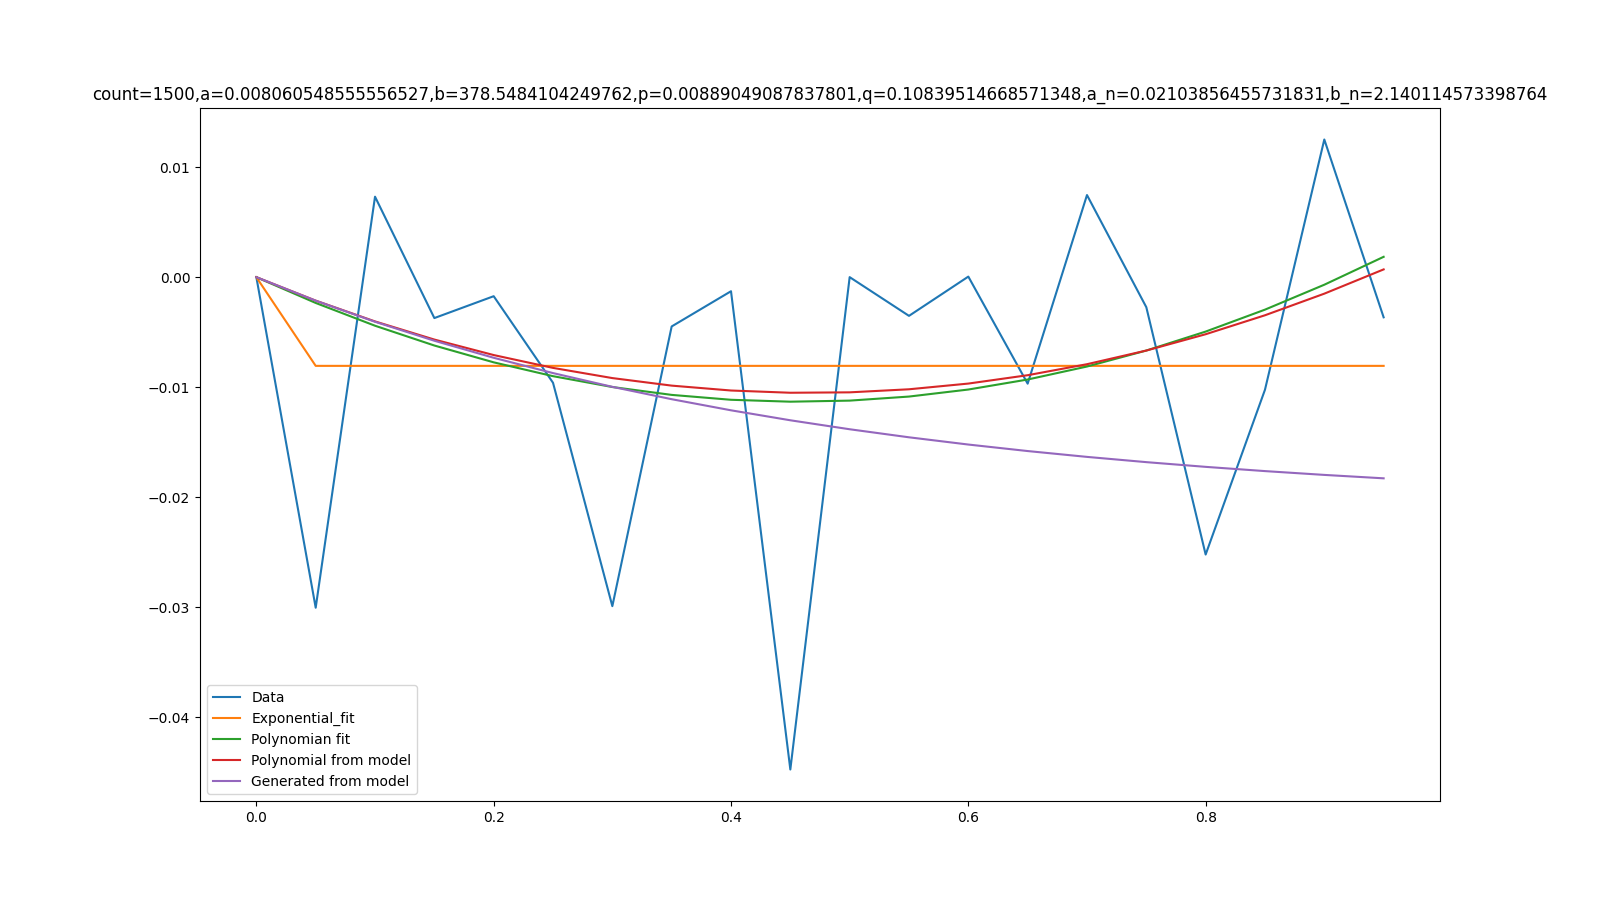 count=1500,a=0.008060548555556527,b=378.5484104249762,p=0.00889049087837801,q=0.10839514668571348,a_n=0.02103856455731831,b_n=2.140114573398764
0.01
0.00
−0.01
−0.02
−0.03
−0.04
Data
Exponential_fit
Polynomian fit
Polynomial from model
Generated from model
0.0 0.2 0.4 0.6 0.8